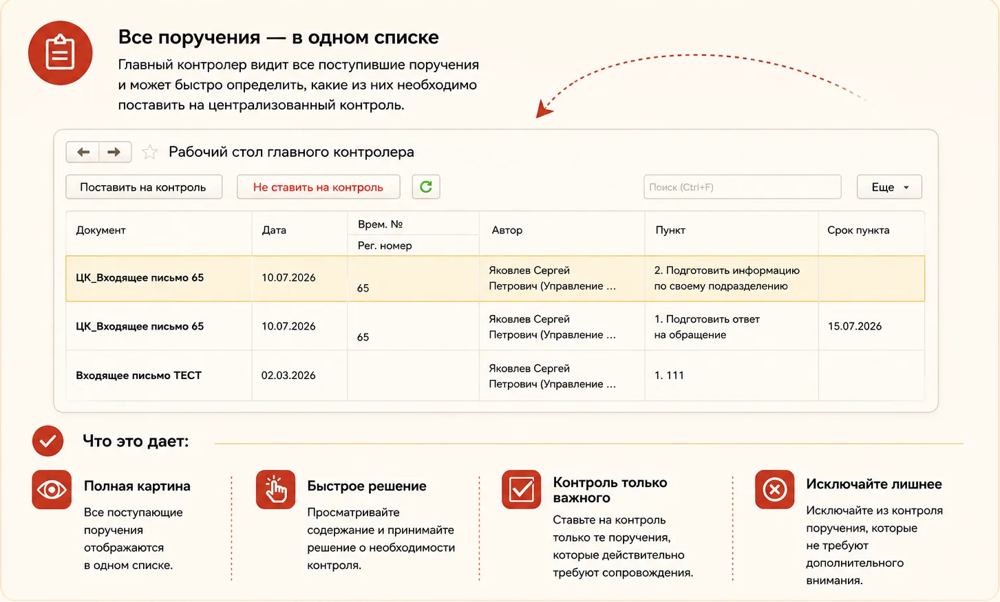 Все поручения — в одном списке
Главный контролер видит все поступившие поручения
и может быстро определить, какие из них необходимо
поставить на централизованный контроль.
Рабочий стол главного контролера
Поставить на контроль
Не ставить на контроль
Поиск (Ctrl+F)
Еще
Документ
Дата
Врем. №
Рег. номер
Автор
Пункт
Срок пункта
ЦК_Входящее письмо 65
10.07.2026
65
Яковлев Сергей
Петрович (Управление ...
2. Подготовить информацию
по своему подразделению
ЦК_Входящее письмо 65
10.07.2026
65
Яковлев Сергей
Петрович (Управление ...
1. Подготовить ответ
на обращение
15.07.2026
Входящее письмо ТЕСТ
02.03.2026
Яковлев Сергей
Петрович (Управление ...
1. 111
Что это дает:
Полная картина
Все поступающие
поручения
отображаются
в одном списке.
Быстрое решение
Просматривайте
содержание и принимайте
решение о необходимости
контроля.
Контроль только
важного
Ставьте на контроль
только те поручения,
которые действительно
требуют сопровождения.
Исключайте лишнее
Исключайте из контроля
поручения, которые
не требуют
дополнительного
внимания.